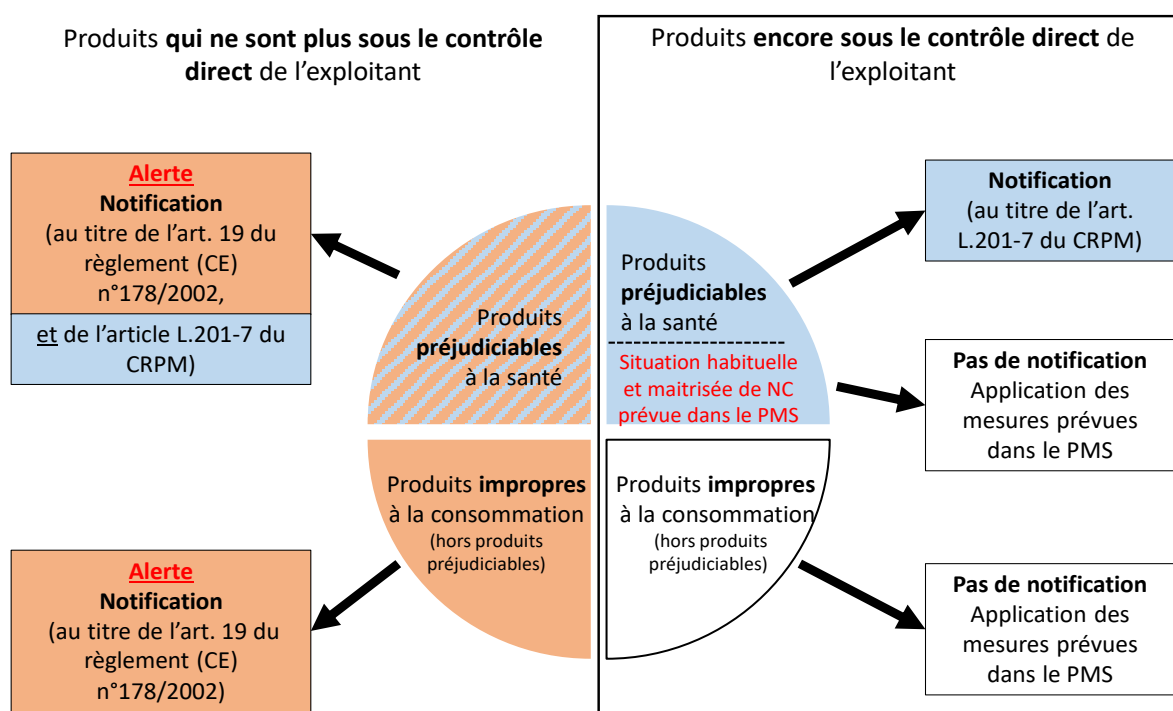 Produits qui ne sont plus sous le contrôle
direct de l'exploitant
Produits encore sous le contrôle direct de
l'exploitant
Alerte
Notification
(au titre de l'art. 19 du
règlement (CE)
n°178/2002,
et de l'article L.201-7 du
CRPM)
Produits
préjudiciables
à la santé
Produits
préjudiciables
à la santé
Situation habituelle
et maitrisée de NC
prévue dans le PMS
Notification
(au titre de l'art.
L.201-7 du CRPM)
Pas de notification
Application des
mesures prévues
dans le PMS
Produits impropres
à la consommation
(hors produits
préjudiciables)
Produits impropres
à la consommation
(hors produits
préjudiciables)
Alerte
Notification
(au titre de l'art. 19 du
règlement (CE)
n°178/2002)
Pas de notification
Application des
mesures prévues
dans le PMS